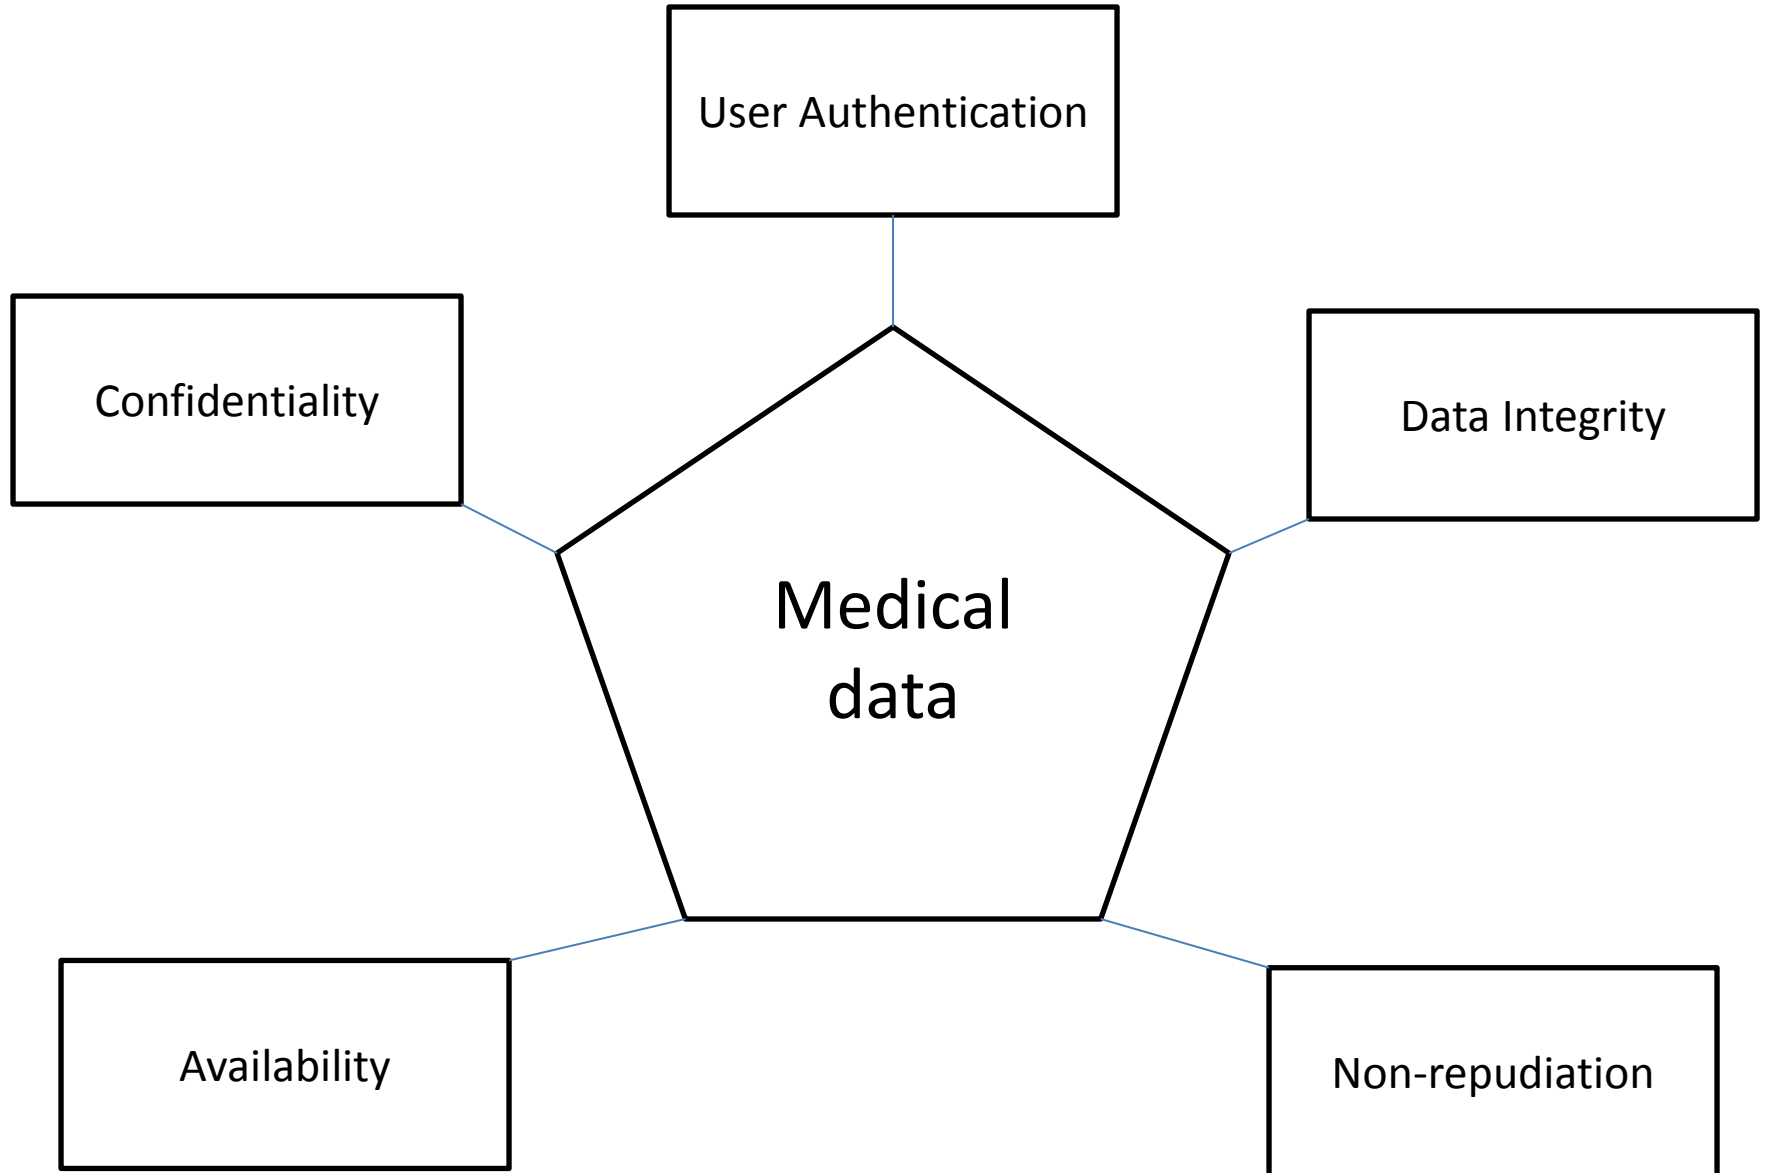 User Authentication
Confidentiality
Data Integrity
Medical
data
Availability
Non-repudiation